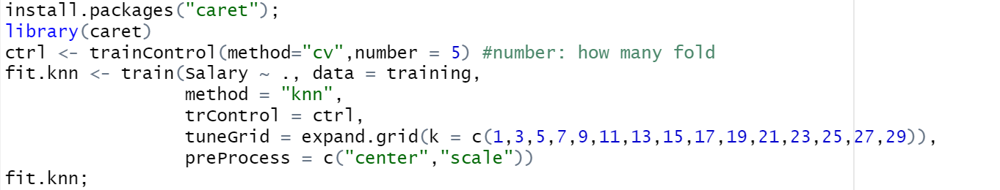 install.packages("caret");
library(caret)
ctrl <- trainControl(method="cv",number = 5) #number: how many fold
fit.knn <- train(Salary ~ ., data = training,
                 method = "knn",
                 trControl = ctrl,
                 tuneGrid = expand.grid(k = c(1,3,5,7,9,11,13,15,17,19,21,23,25,27,29)),
                 preProcess = c("center","scale"))
fit.knn;